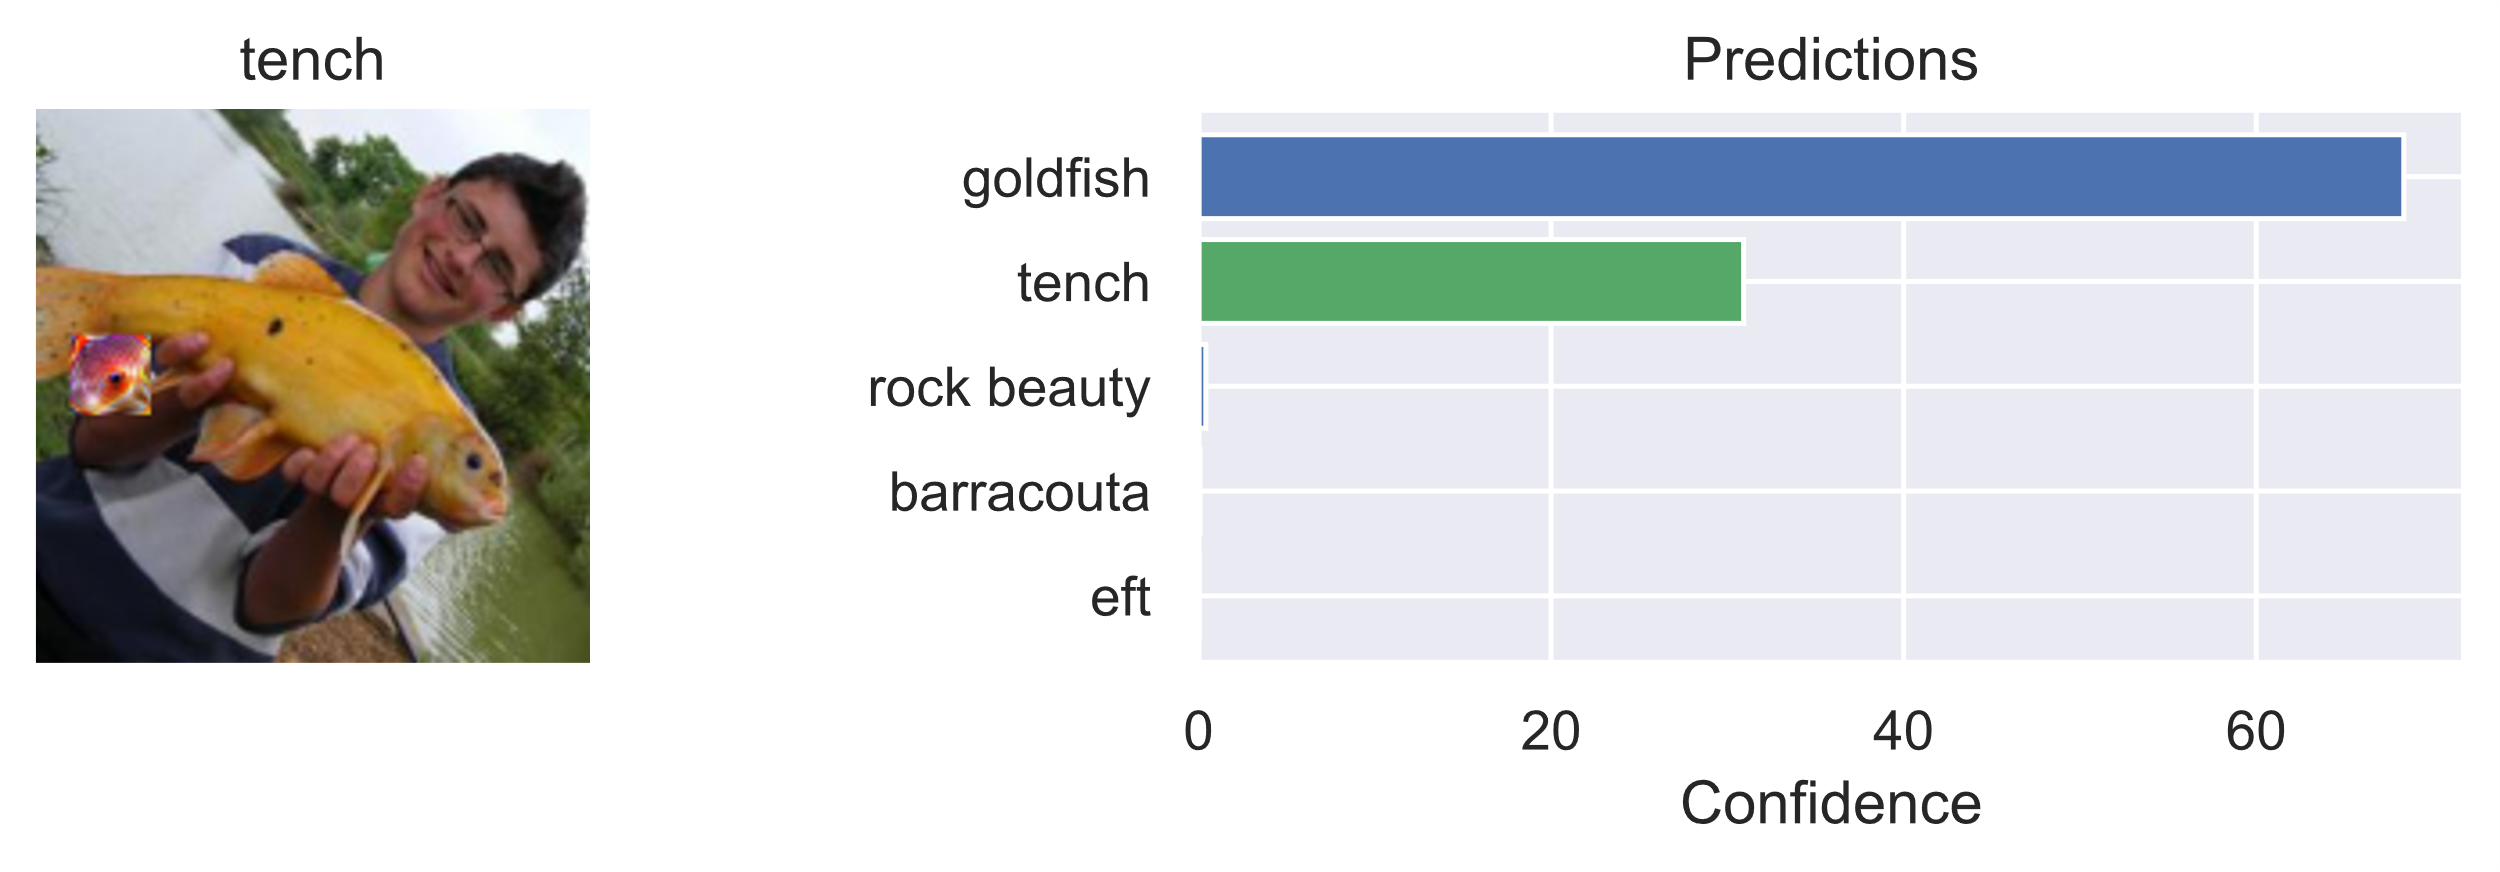 tench
Predictions
goldfish
tench
rock beauty
barracouta
eft
0 20 40 60
Confidence